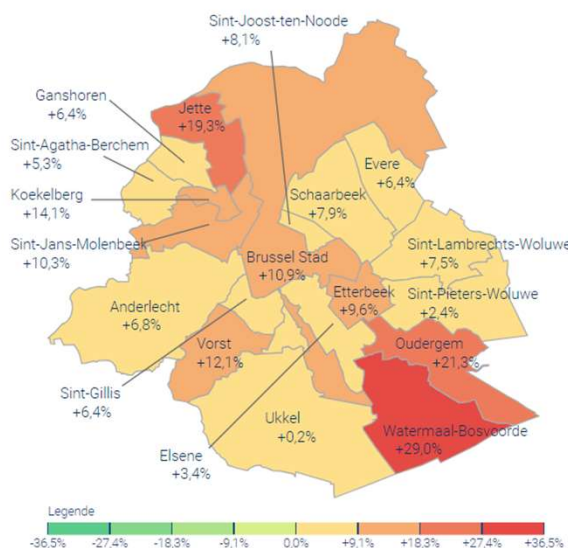 Sint-Joost-ten-Noode
+8,1%
Ganshoren
+6,4%
Jette
+19,3%
Sint-Agatha-Berchem
+5,3%
Evere
+6,4%
Koekelberg
+14,1%
Schaarbeek
+7,9%
Sint-Jans-Molenbeek
+10,3%
Sint-Lambrechts-Woluwe
+7,5%
Brussel Stad
+10,9%
Etterbeek
+9,6%
Sint-Pieters-Woluwe
+2,4%
Anderlecht
+6,8%
Vorst
+12,1%
Oudergem
+21,3%
Sint-Gillis
+6,4%
Ukkel
+0,2%
Watermaal-Bosvoorde
+29,0%
Elsene
+3,4%
Legende
-36.5% -27.4% -18.3% -9.1% 0.0% +9.1% +18.3% +27.4% +36.5%